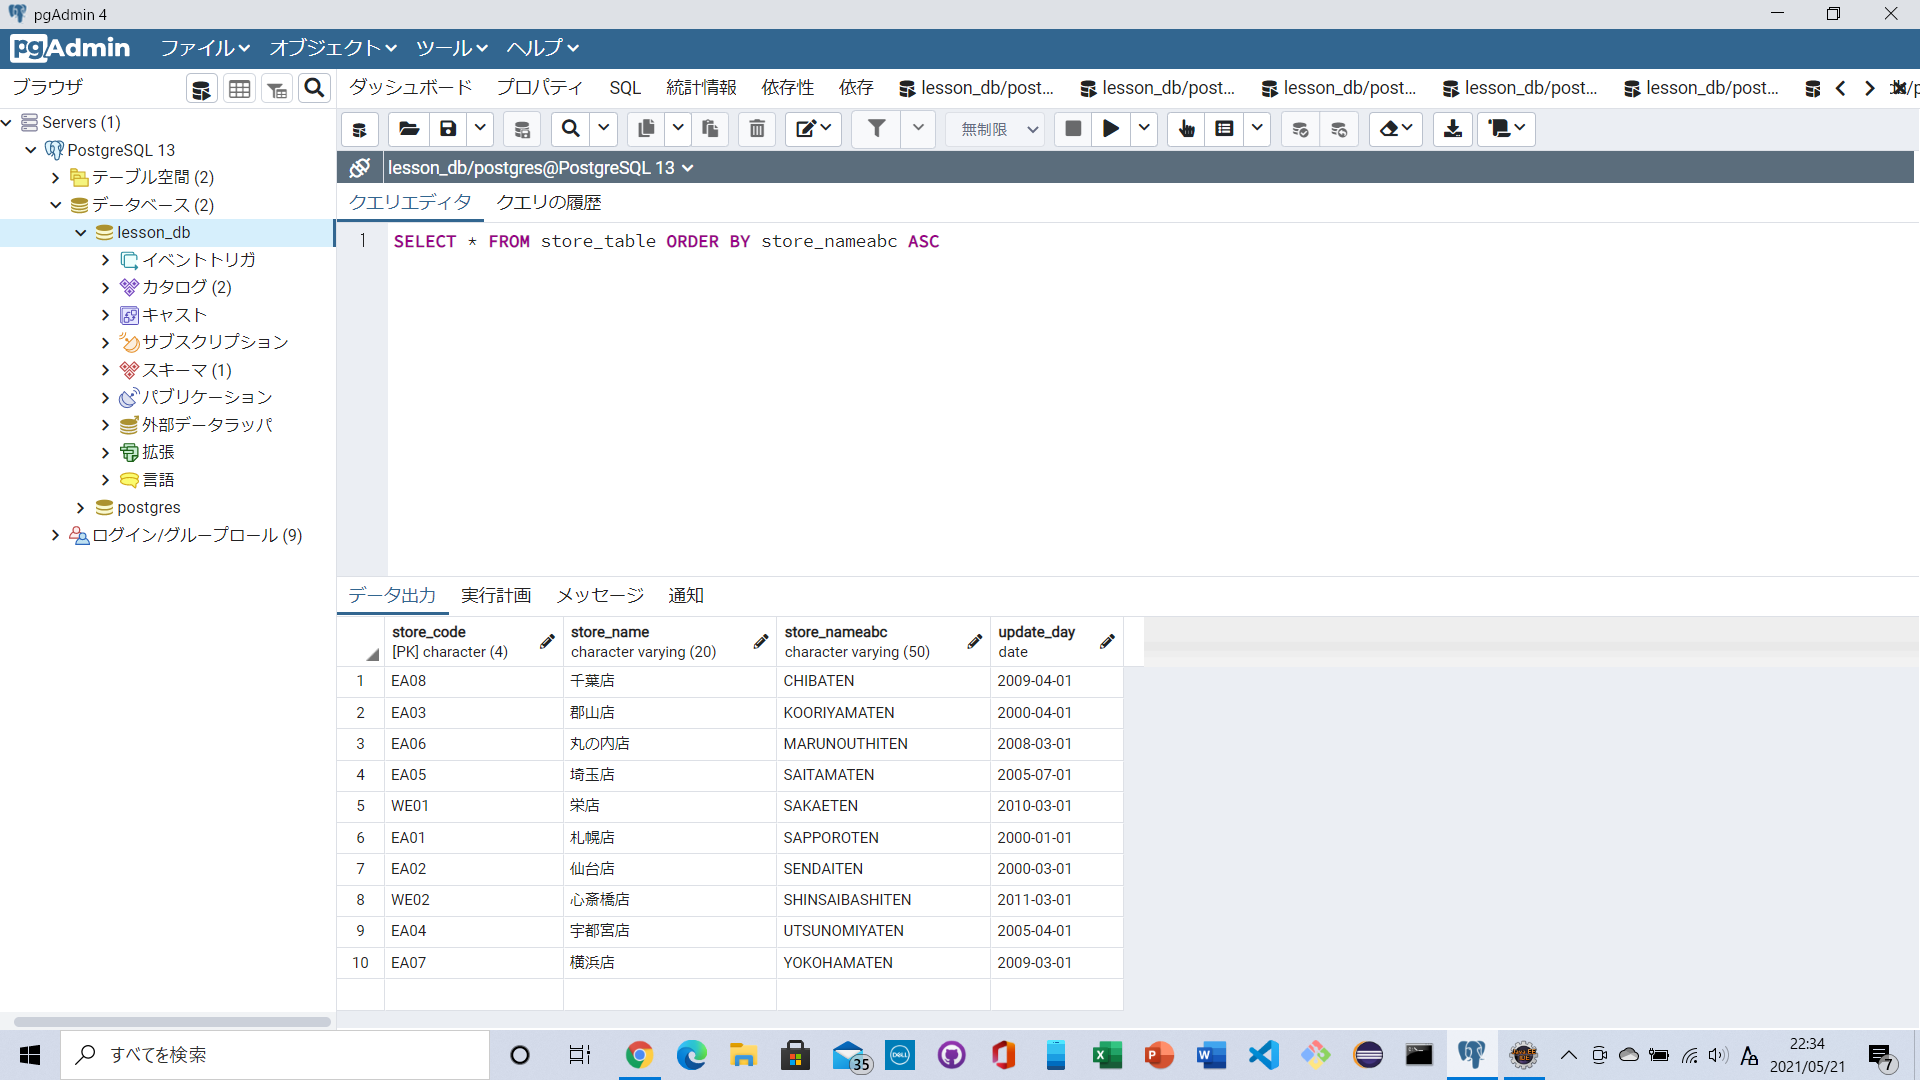 pgAdmin 4
pgAdmin ファイル オブジェクト ツール ヘルプ
ブラウザ
ダッシュボード プロパティ SQL 統計情報 依存性 依存 lesson_db/post... lesson_db/post... lesson_db/post... lesson_db/post... lesson_db/post...
Servers (1)
PostgreSQL 13
テーブル空間 (2)
データベース (2)
lesson_db
イベントトリガ
カタログ (2)
キャスト
サブスクリプション
スキーマ (1)
パブリケーション
外部データラッパ
拡張
言語
postgres
ログイン/グループロール (9)
無制限
lesson_db/postgres@PostgreSQL 13
クエリエディタ クエリの履歴
1 SELECT * FROM store_table ORDER BY store_nameabc ASC
データ出力 実行計画 メッセージ 通知
store_code store_name store_nameabc update_day
[PK] character (4) character varying (20) character varying (50) date
1 EA08 千葉店 CHIBATEN 2009-04-01
2 EA03 郡山店 KOORIYAMATEN 2000-04-01
3 EA06 丸の内店 MARUNOUTHITEN 2008-03-01
4 EA05 埼玉店 SAITAMATEN 2005-07-01
5 WE01 栄店 SAKAETEN 2010-03-01
6 EA01 札幌店 SAPPOROTEN 2000-01-01
7 EA02 仙台店 SENDAITEN 2000-03-01
8 WE02 心斎橋店 SHINSAIBASHITEN 2011-03-01
9 EA04 宇都宮店 UTSUNOMIYATEN 2005-04-01
10 EA07 横浜店 YOKOHAMATEN 2009-03-01
すべてを検索
35
DELL
A
22:34
2021/05/21
7